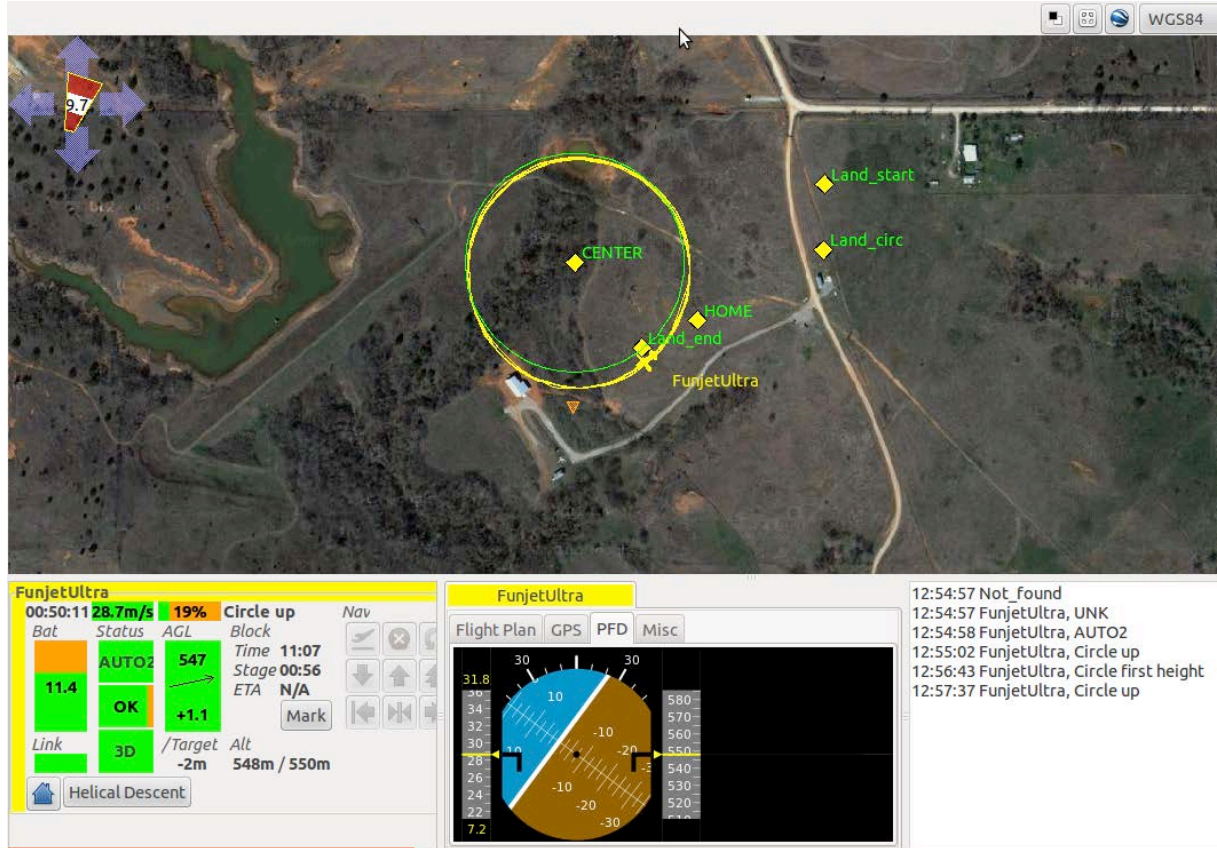 WGS84
9.7
Land_start
Land_circ
CENTER
HOME
Land_end
FunjetUltra
FunjetUltra
00:50:11 28.7m/s 19% Circle up Nav
Bat Status AGL Block
Time 11:07
AUTO2 547
Stage 00:56
11.4
ETA N/A
OK +1.1
Mark
Link /Target Alt
3D
-2m 548m / 550m
Helical Descent
FunjetUltra
Flight Plan GPS PFD Misc
30 30
31.8
36
34
32
30
28
26
24
22
7.2
10
10
-10
-20
-10
-20
-30
580
570
560
550
540
530
520
510
12:54:57 Not_found
12:54:57 FunjetUltra, UNK
12:54:58 FunjetUltra, AUTO2
12:55:02 FunjetUltra, Circle up
12:56:43 FunjetUltra, Circle first height
12:57:37 FunjetUltra, Circle up